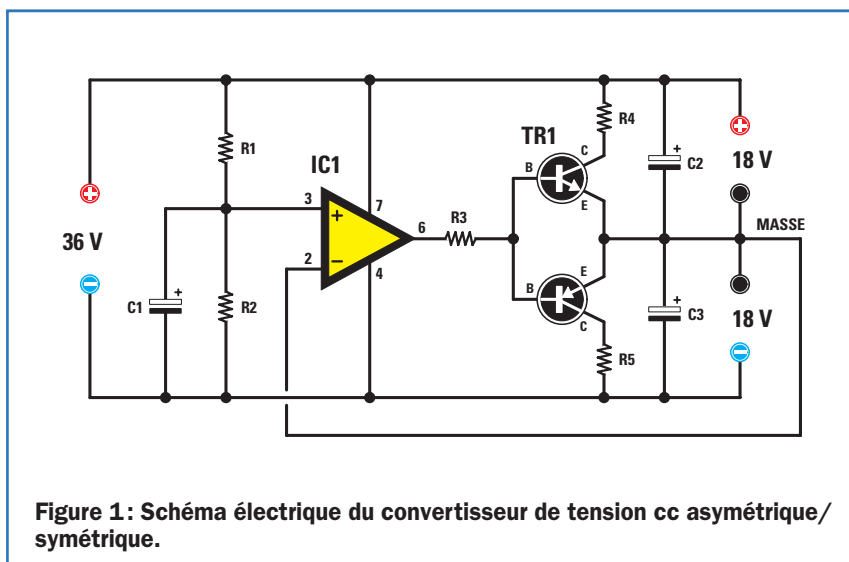 R1
R4
TR1
C
+
+
C2
18 V
IC1
B
E
3
+
7
6
R3
MASSE
+
36 V
2
−
4
−
+
C1
R2
B
E
C
+
C3
18 V
R5
−
Figure 1: Schéma électrique du convertisseur de tension cc asymétrique/
symétrique.